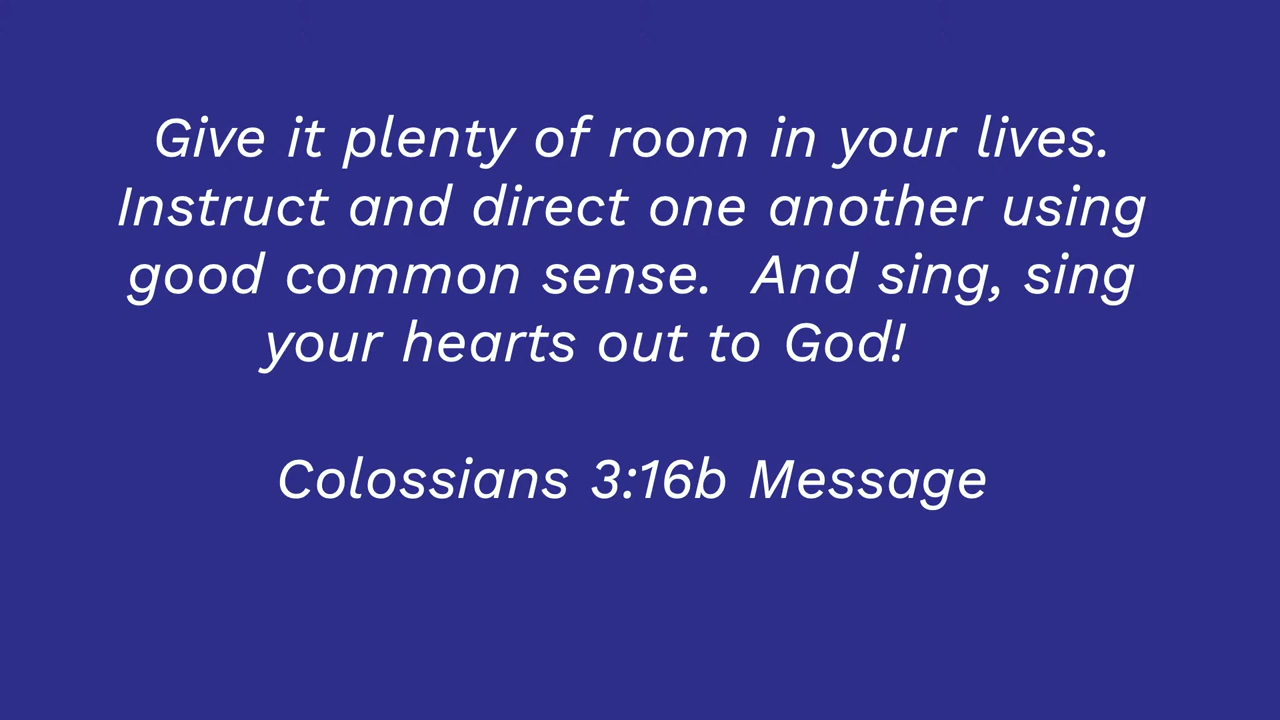 Give it plenty of room in your lives.
Instruct and direct one another using
good common sense.  And sing, sing
your hearts out to God!
Colossians 3:16b Message